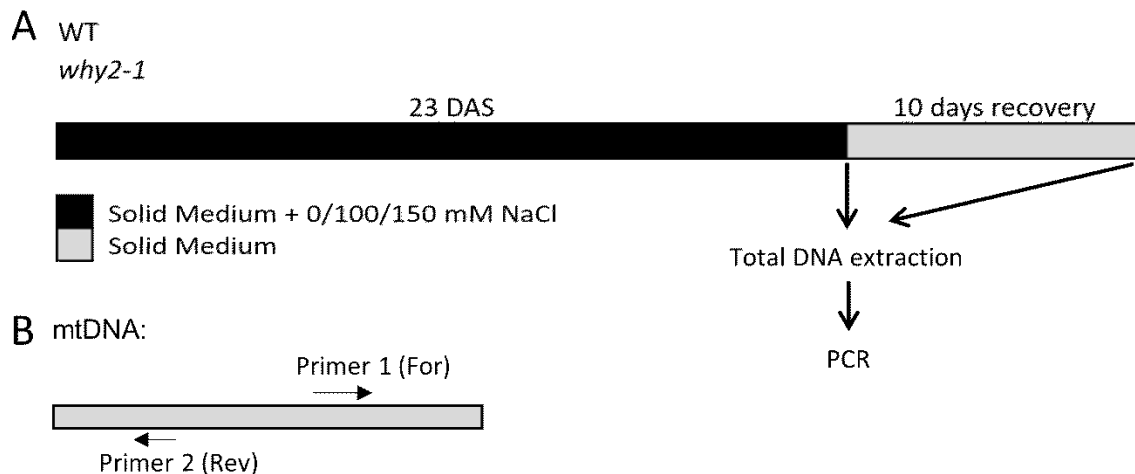 A WT
why2-1
23 DAS
10 days recovery
Solid Medium + 0/100/150 mM NaCl
Solid Medium
Total DNA extraction
PCR
B mtDNA:
Primer 1 (For)
Primer 2 (Rev)